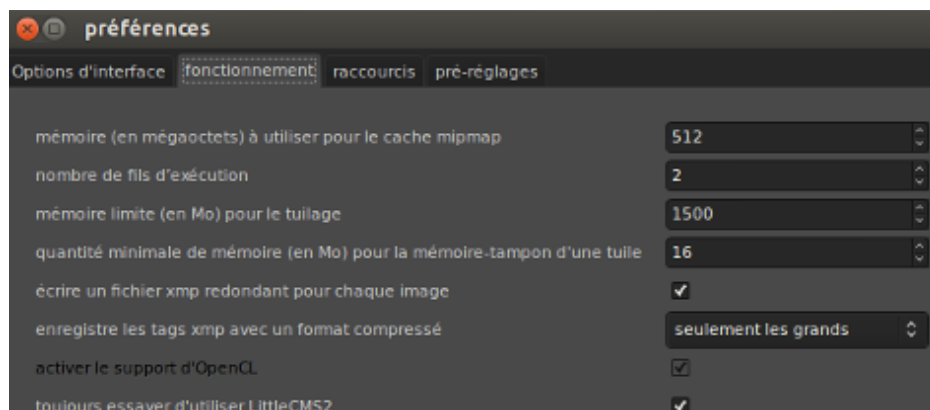 préférences
Options d'interface fonctionnement raccourcis pré-réglages
mémoire (en mégaoctets) à utiliser pour le cache mipmap 512
nombre de fils d'exécution 2
mémoire limite (en Mo) pour le tuilage 1500
quantité minimale de mémoire (en Mo) pour la mémoire-tampon d'une tuile 16
écrire un fichier xmp redondant pour chaque image
enregistre les tags xmp avec un format compressé seulement les grands
activer le support d'OpenCL
toujours essayer d'utiliser LittleCMS2